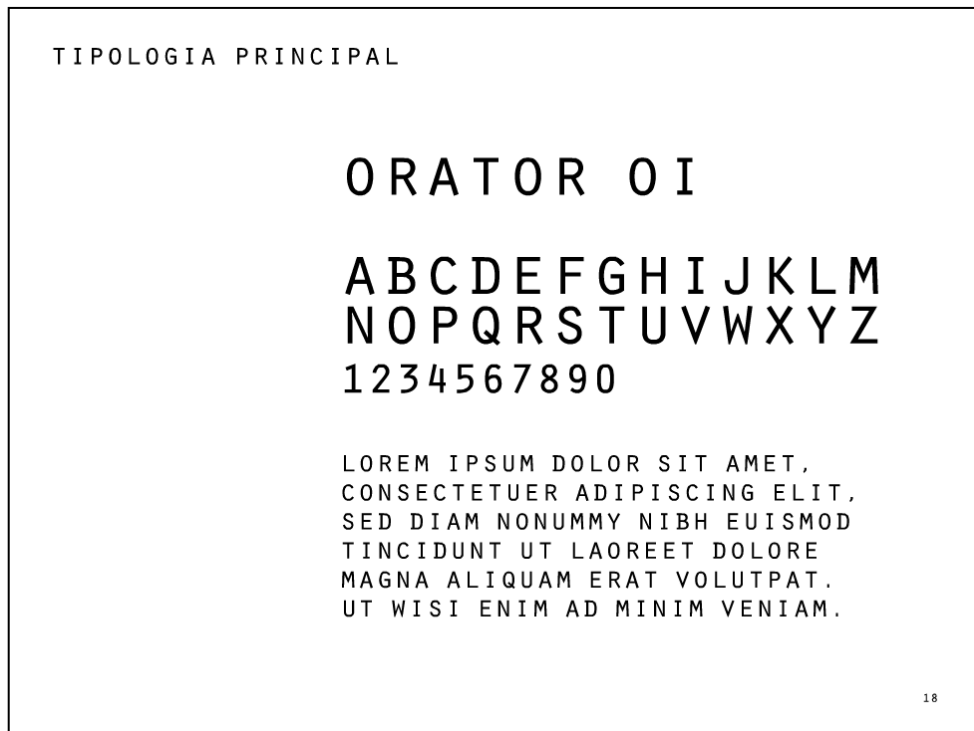 TIPOLOGIA PRINCIPAL
ORATOR OI
ABCDEFGHIJKLM
NOPQRSTUVWXYZ
1234567890
LOREM IPSUM DOLOR SIT AMET,
CONSECTETUER ADIPISCING ELIT,
SED DIAM NONUMMY NIBH EUISMOD
TINCIDUNT UT LAOREET DOLORE
MAGNA ALIQUAM ERAT VOLUTPAT.
UT WISI ENIM AD MINIM VENIAM.
18